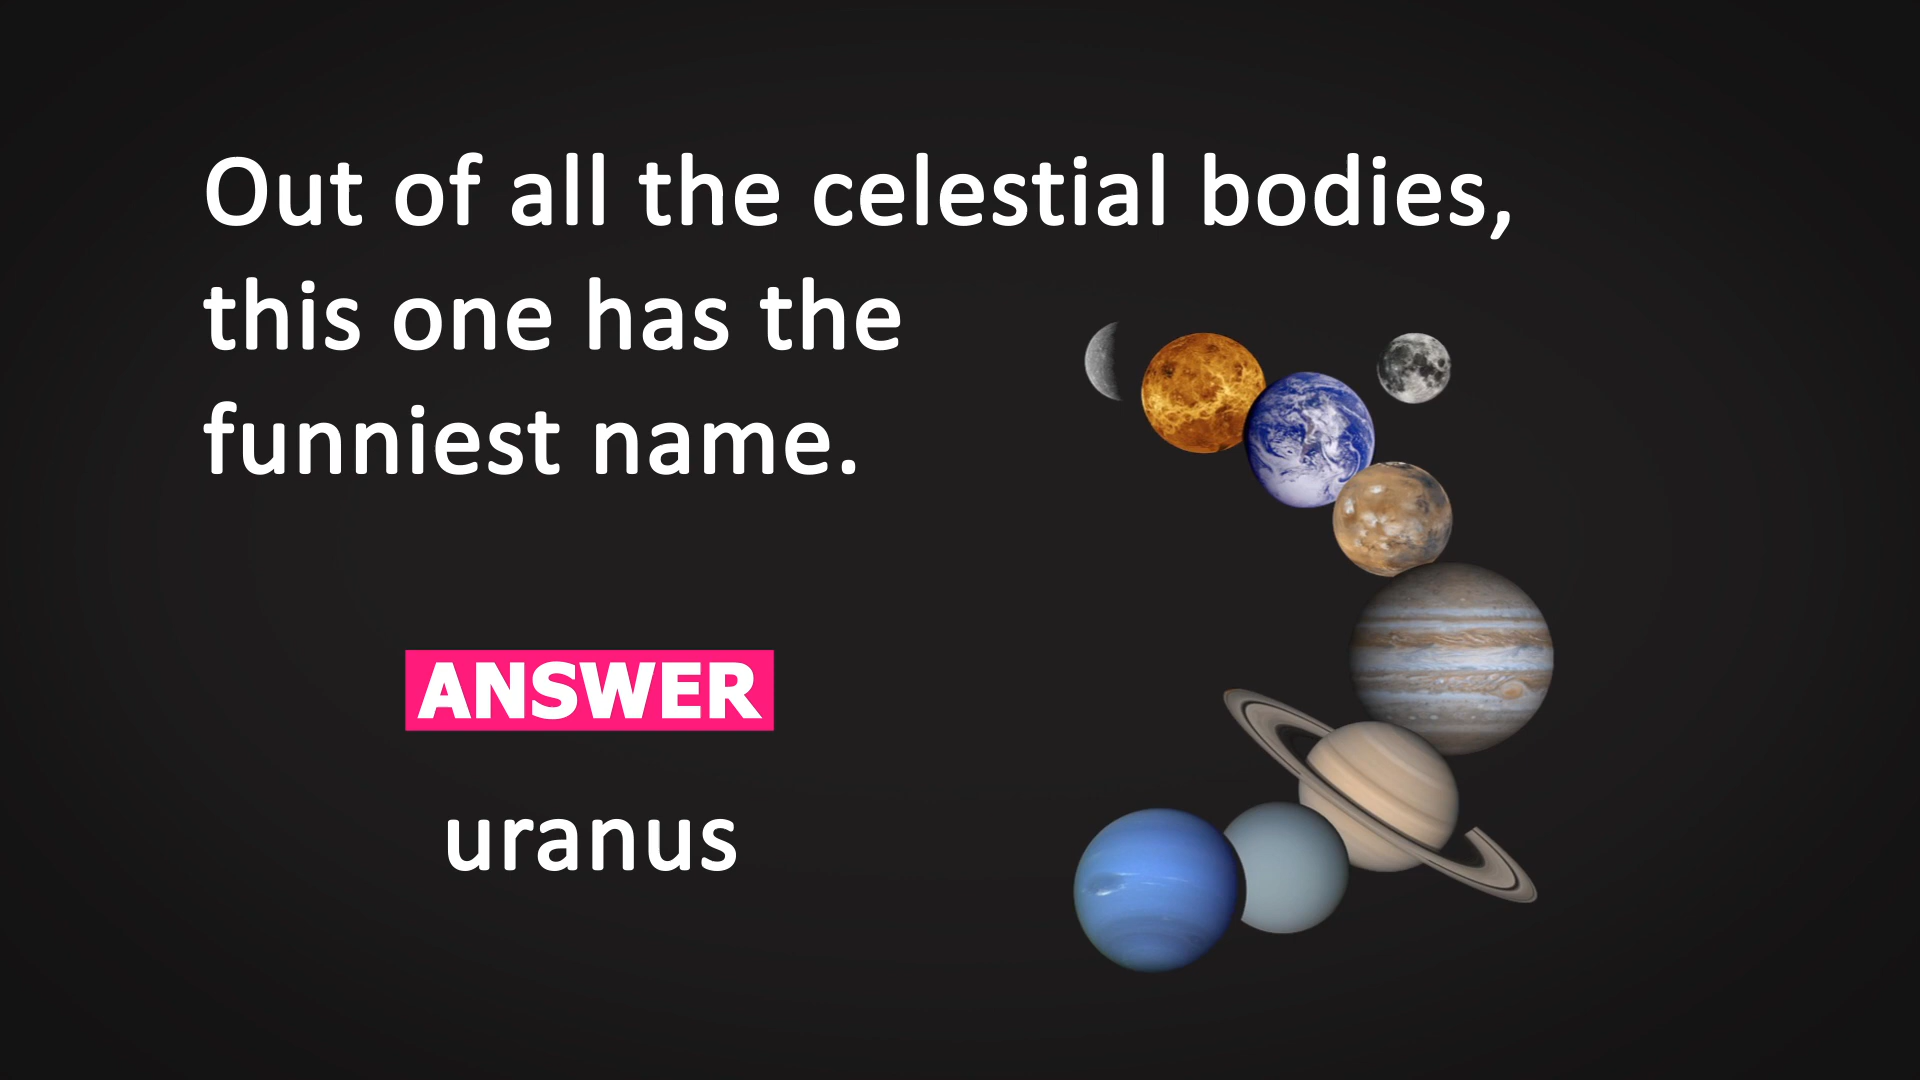 Out of all the celestial bodies,
this one has the
funniest name.
ANSWER
uranus